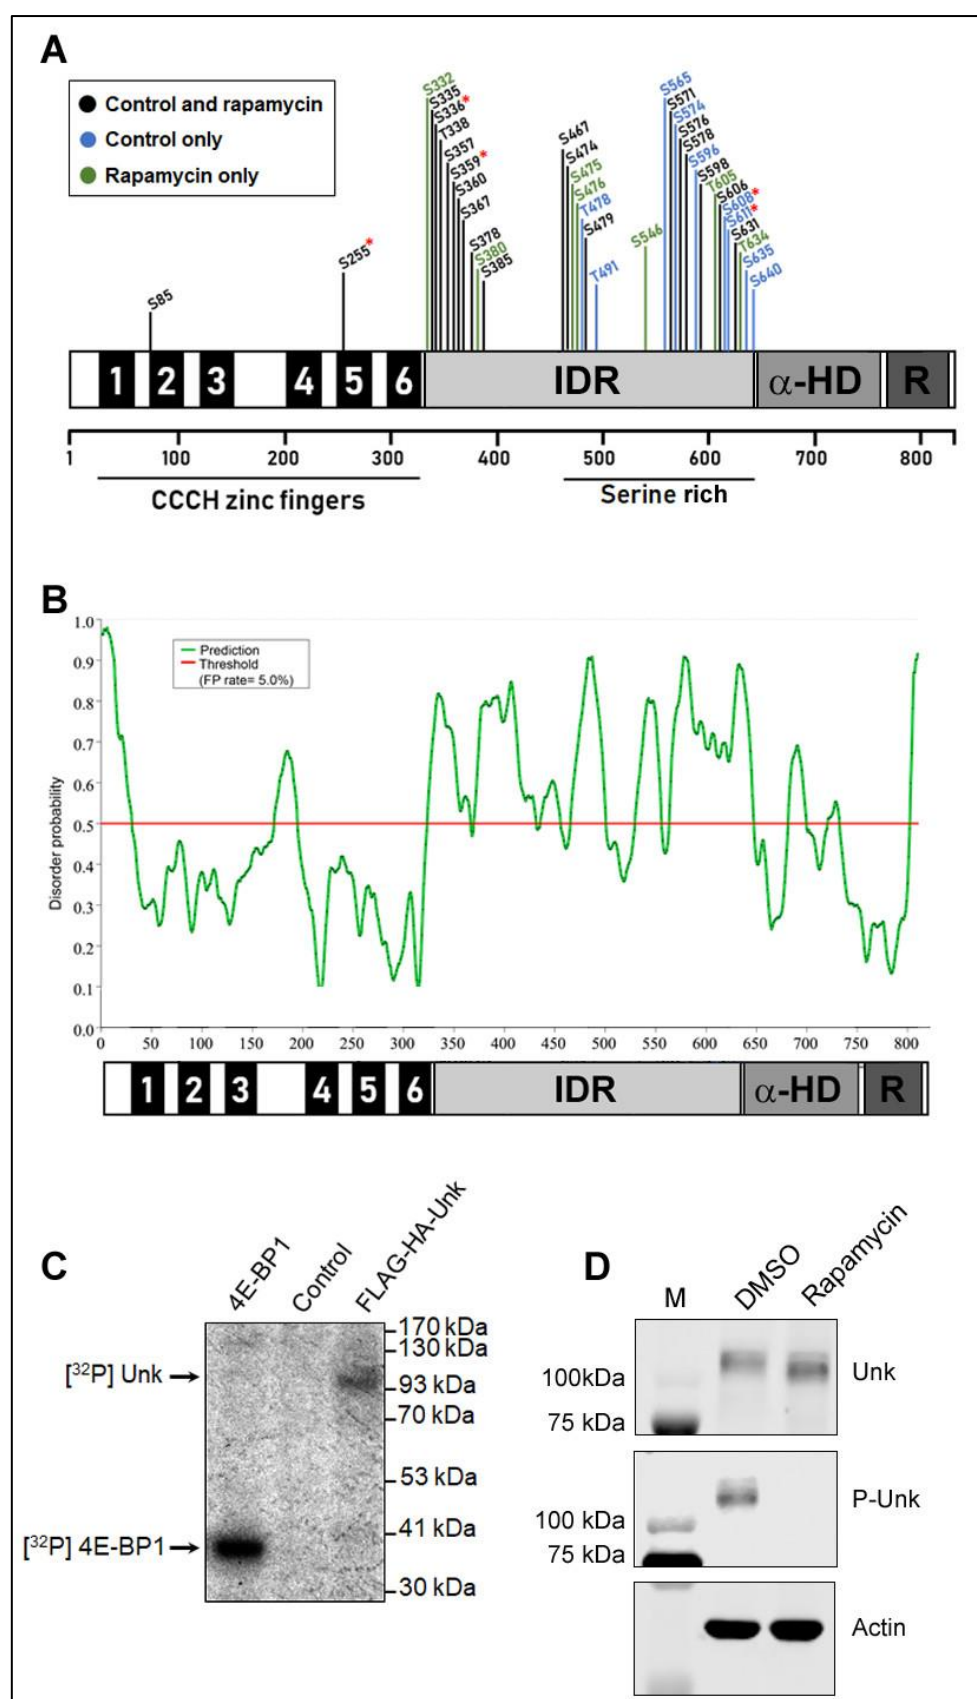 A
Control and rapamycin
Control only
Rapamycin only
S85
S255*
S332
S335
S336*
T338
S357
S359*
S360
S367
S378
S380
S385
S467
S474
S475
S476
T478
S479
T491
S546
S565
S571
S574
S576
S578
S596
S598
T605
S606
S608*
S611*
S631
T634
S635
S640
1 2 3 4 5 6 IDR α-HD R
1 100 200 300 400 500 600 700 800
CCCH zinc fingers
Serine rich
B
Prediction
Threshold
(FP rate= 5.0%)
Disorder probability
1.0
0.9
0.8
0.7
0.6
0.5
0.4
0.3
0.2
0.1
0.0
0 50 100 150 200 250 300 350 400 450 500 550 600 650 700 750 800
1 2 3 4 5 6 IDR α-HD R
C
4E-BP1
Control
FLAG-HA-Unk
[32P] Unk
[32P] 4E-BP1
170 kDa
130 kDa
93 kDa
70 kDa
53 kDa
41 kDa
30 kDa
D
M
DMSO
Rapamycin
100kDa
75 kDa
Unk
100 kDa
75 kDa
P-Unk
Actin